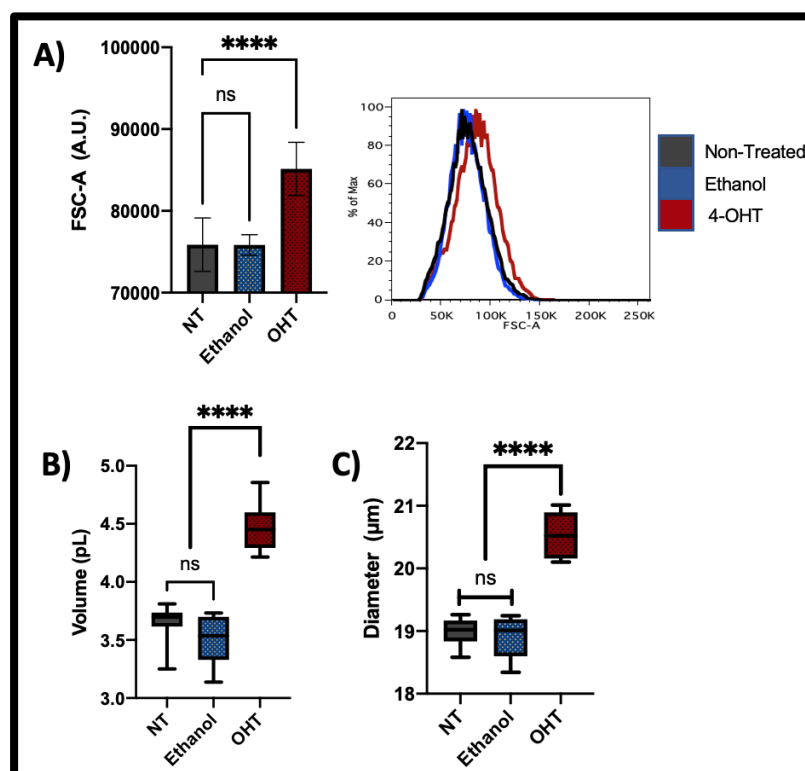 A)
****
ns
100000
90000
80000
70000
FSC-A (A.U.)
NT
Ethanol
OHT
100
80
60
40
20
0
% of Max
0 50K 100K 150K 200K 250K
FSC-A
Non-Treated
Ethanol
4-OHT
B)
****
ns
5.0
4.5
4.0
3.5
3.0
Volume (pL)
NT
Ethanol
OHT
C)
****
ns
22
21
20
19
18
Diameter (μm)
NT
Ethanol
OHT